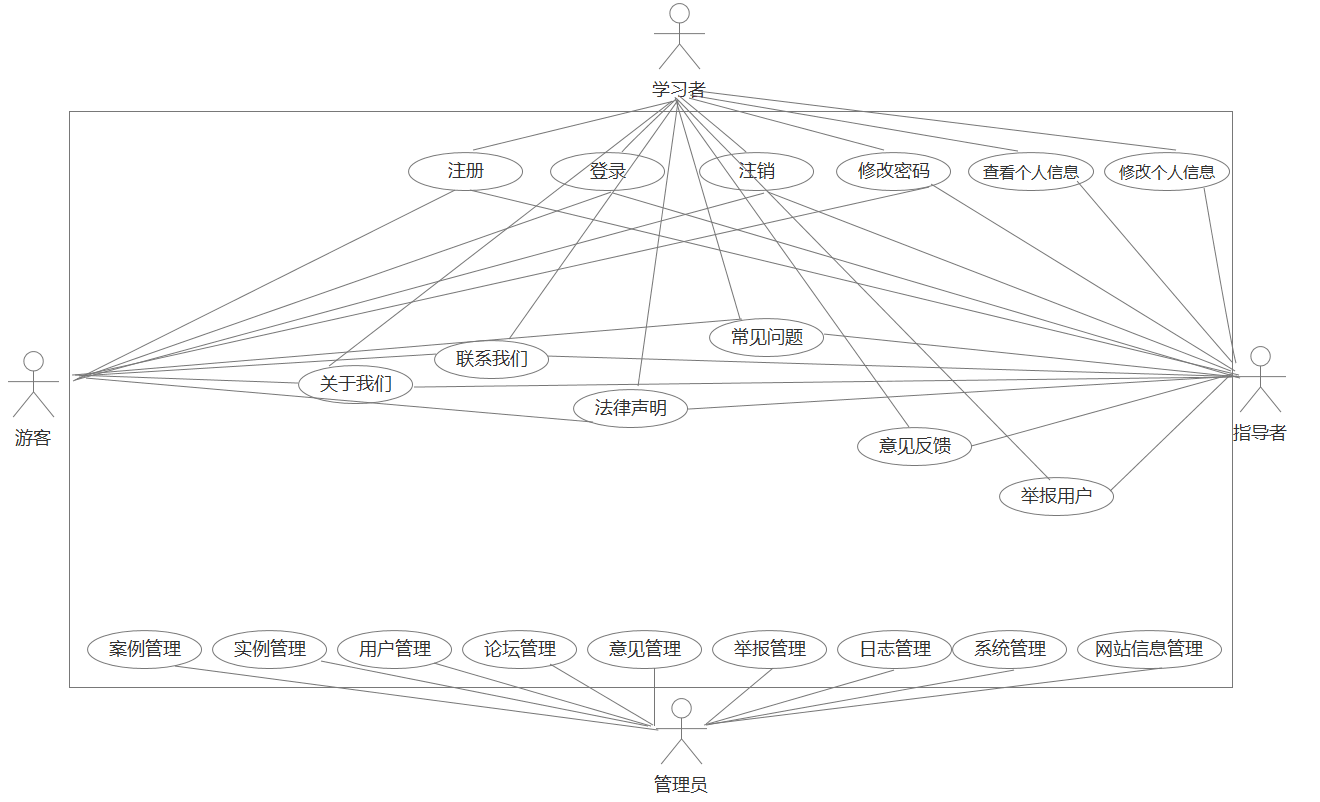 学习者
注册
登录
注销
修改密码
查看个人信息
修改个人信息
常见问题
联系我们
关于我们
法律声明
游客
指导者
意见反馈
举报用户
案例管理
实例管理
用户管理
论坛管理
意见管理
举报管理
日志管理
系统管理
网站信息管理
管理员